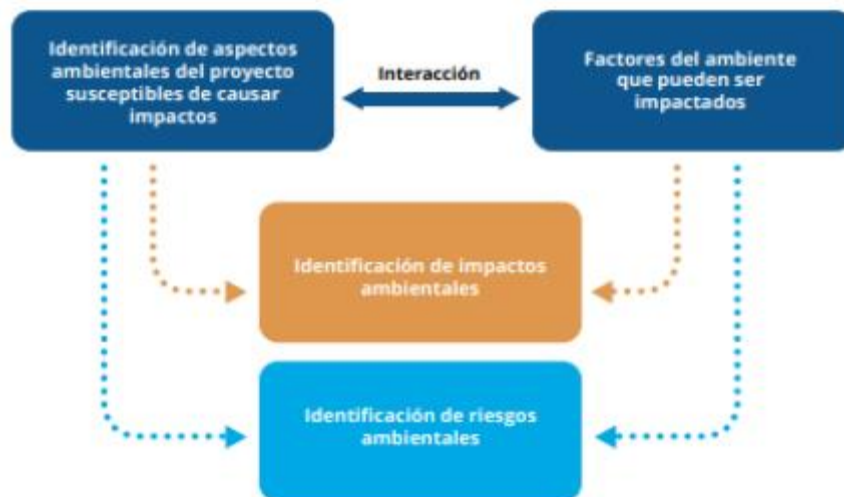 Identificación de aspectos
ambientales del proyecto
susceptibles de causar
impactos
Interacción
Factores del ambiente
que pueden ser
impactados
Identificación de impactos
ambientales
Identificación de riesgos
ambientales